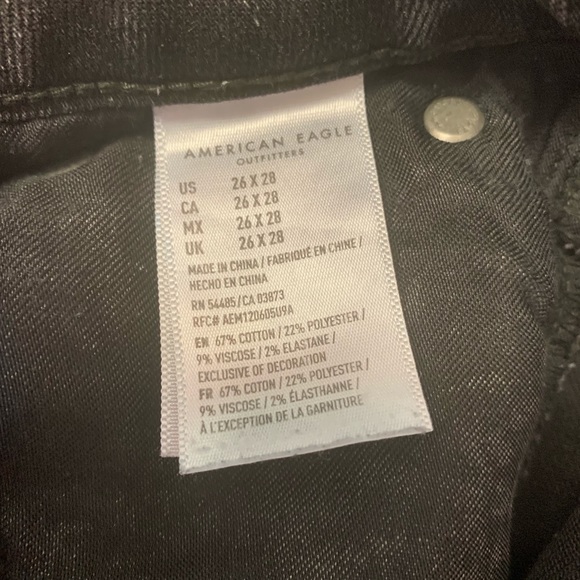 AMERICAN EAGLE
OUTFITTERS
US 26 X 28
CA 26 X 28
MX 26 X 28
UK 26 X 28
MADE IN CHINA / FABRIQUÉ EN CHINE /
HECHO EN CHINA
RN 54485 / CA 03873
RFC# AEM120605U9A
EN 67% COTTON / 22% POLYESTER /
9% VISCOSE / 2% ELASTANE /
EXCLUSIVE OF DECORATION
FR 67% COTON / 22% POLYESTER /
9% VISCOSE / 2% ÉLASTHANNE /
À L'EXCEPTION DE LA GARNITURE